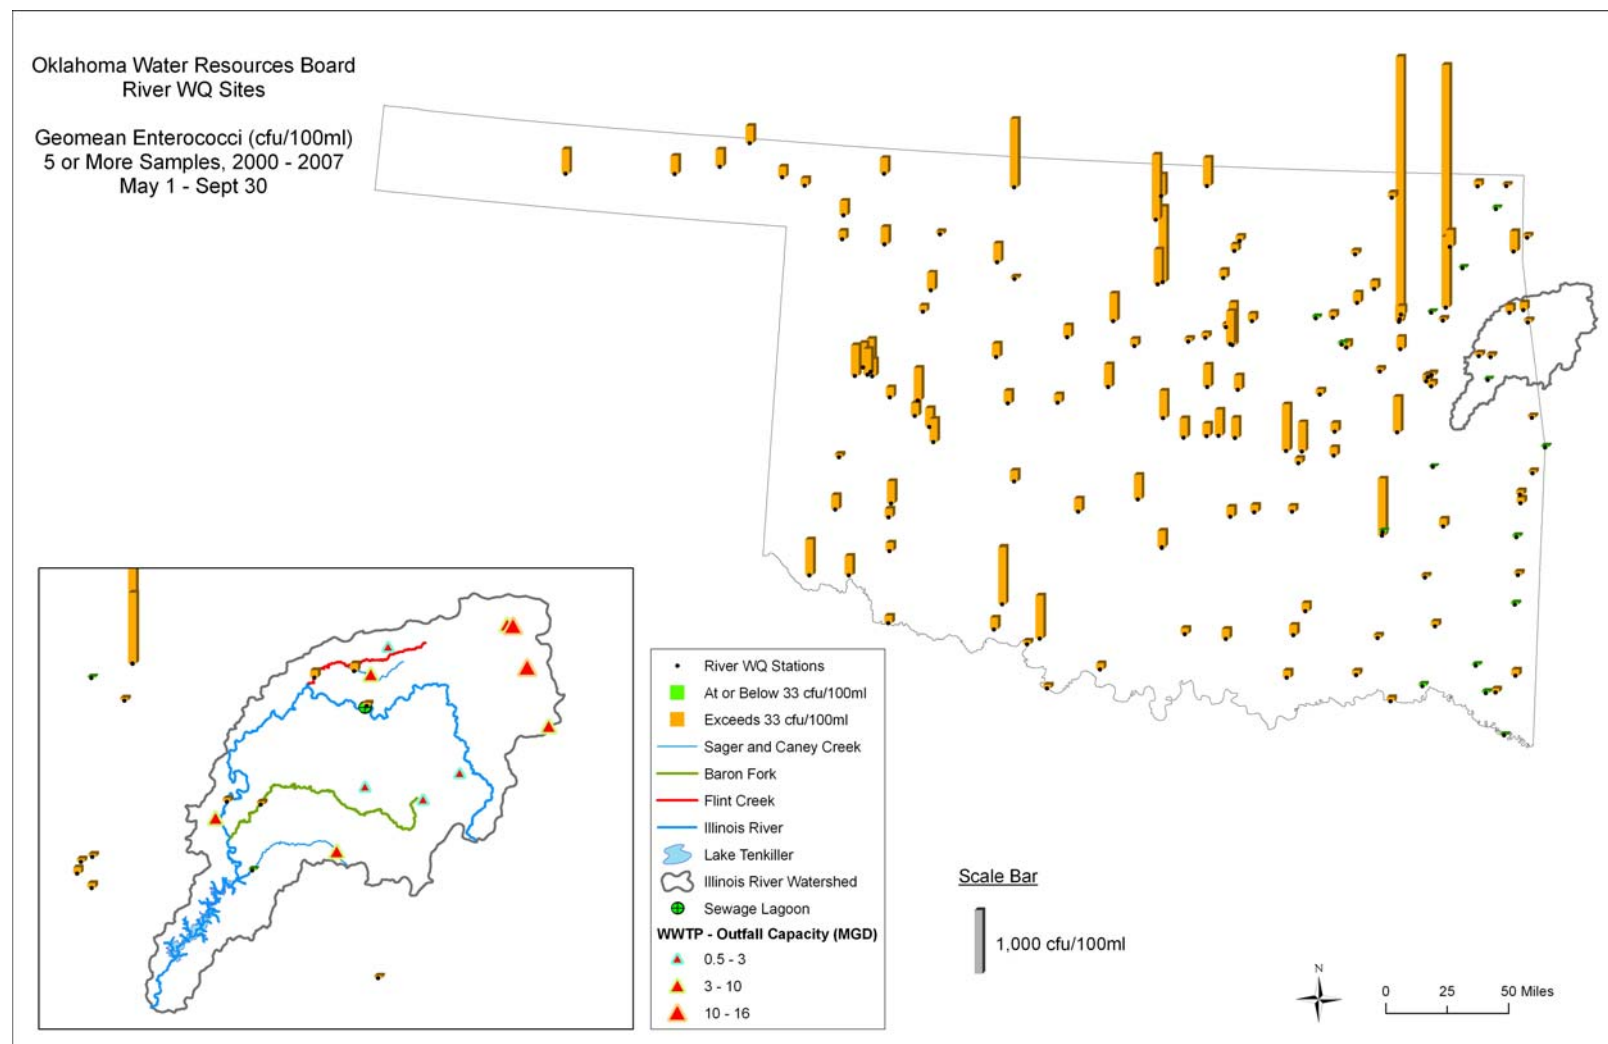 Oklahoma Water Resources Board
River WQ Sites
Geomean Enterococci (cfu/100ml)
5 or More Samples, 2000 - 2007
May 1 - Sept 30
River WQ Stations
At or Below 33 cfu/100ml
Exceeds 33 cfu/100ml
Sager and Caney Creek
Baron Fork
Flint Creek
Illinois River
Lake Tenkiller
Illinois River Watershed
Sewage Lagoon
WWTP - Outfall Capacity (MGD)
0.5 - 3
3 - 10
10 - 16
Scale Bar
1,000 cfu/100ml
N
0 25 50 Miles